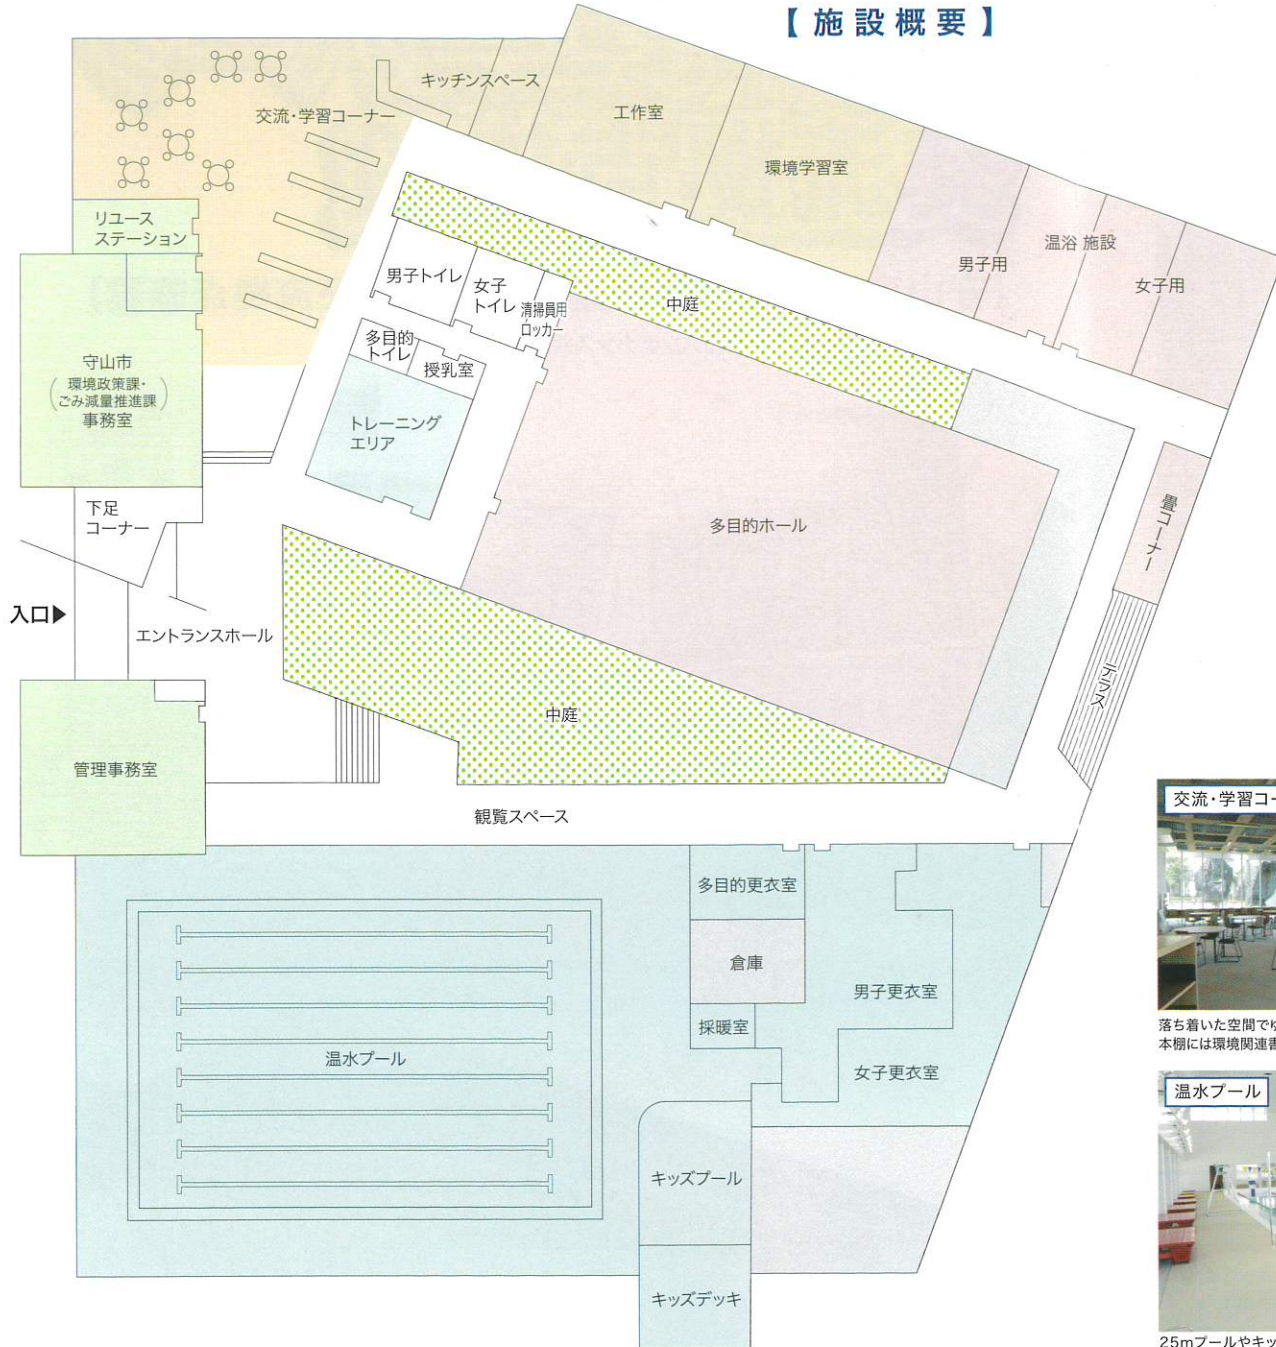 【施設概要】
キッチンスペース
交流・学習コーナー
工作室
環境学習室
リユース
ステーション
男子用
温浴 施設
女子用
男子トイレ
女子
トイレ
清掃員用
ロッカー
中庭
多目的
トイレ
授乳室
守山市
(環境政策課・
ごみ減量推進課)
事務室
トレーニング
エリア
下足
コーナー
多目的ホール
畳コーナー
入口▶
エントランスホール
テラス
中庭
管理事務室
観覧スペース
交流・学習コー
多目的更衣室
倉庫
男子更衣室
採暖室
落ち着いた空間でゆ
本棚には環境関連書
温水プール
女子更衣室
温水プール
キッズプール
キッズデッキ
25mプールやキッ